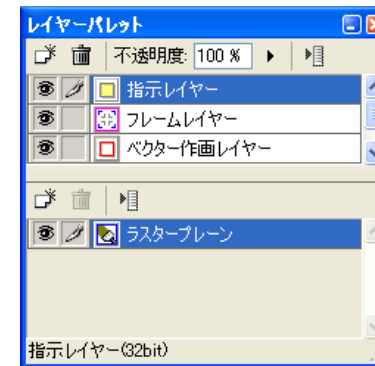 レイヤーパレット
不透明度: 100 %
指示レイヤー
フレームレイヤー
ベクター作画レイヤー
ラスタープレーン
指示レイヤー(32bit)